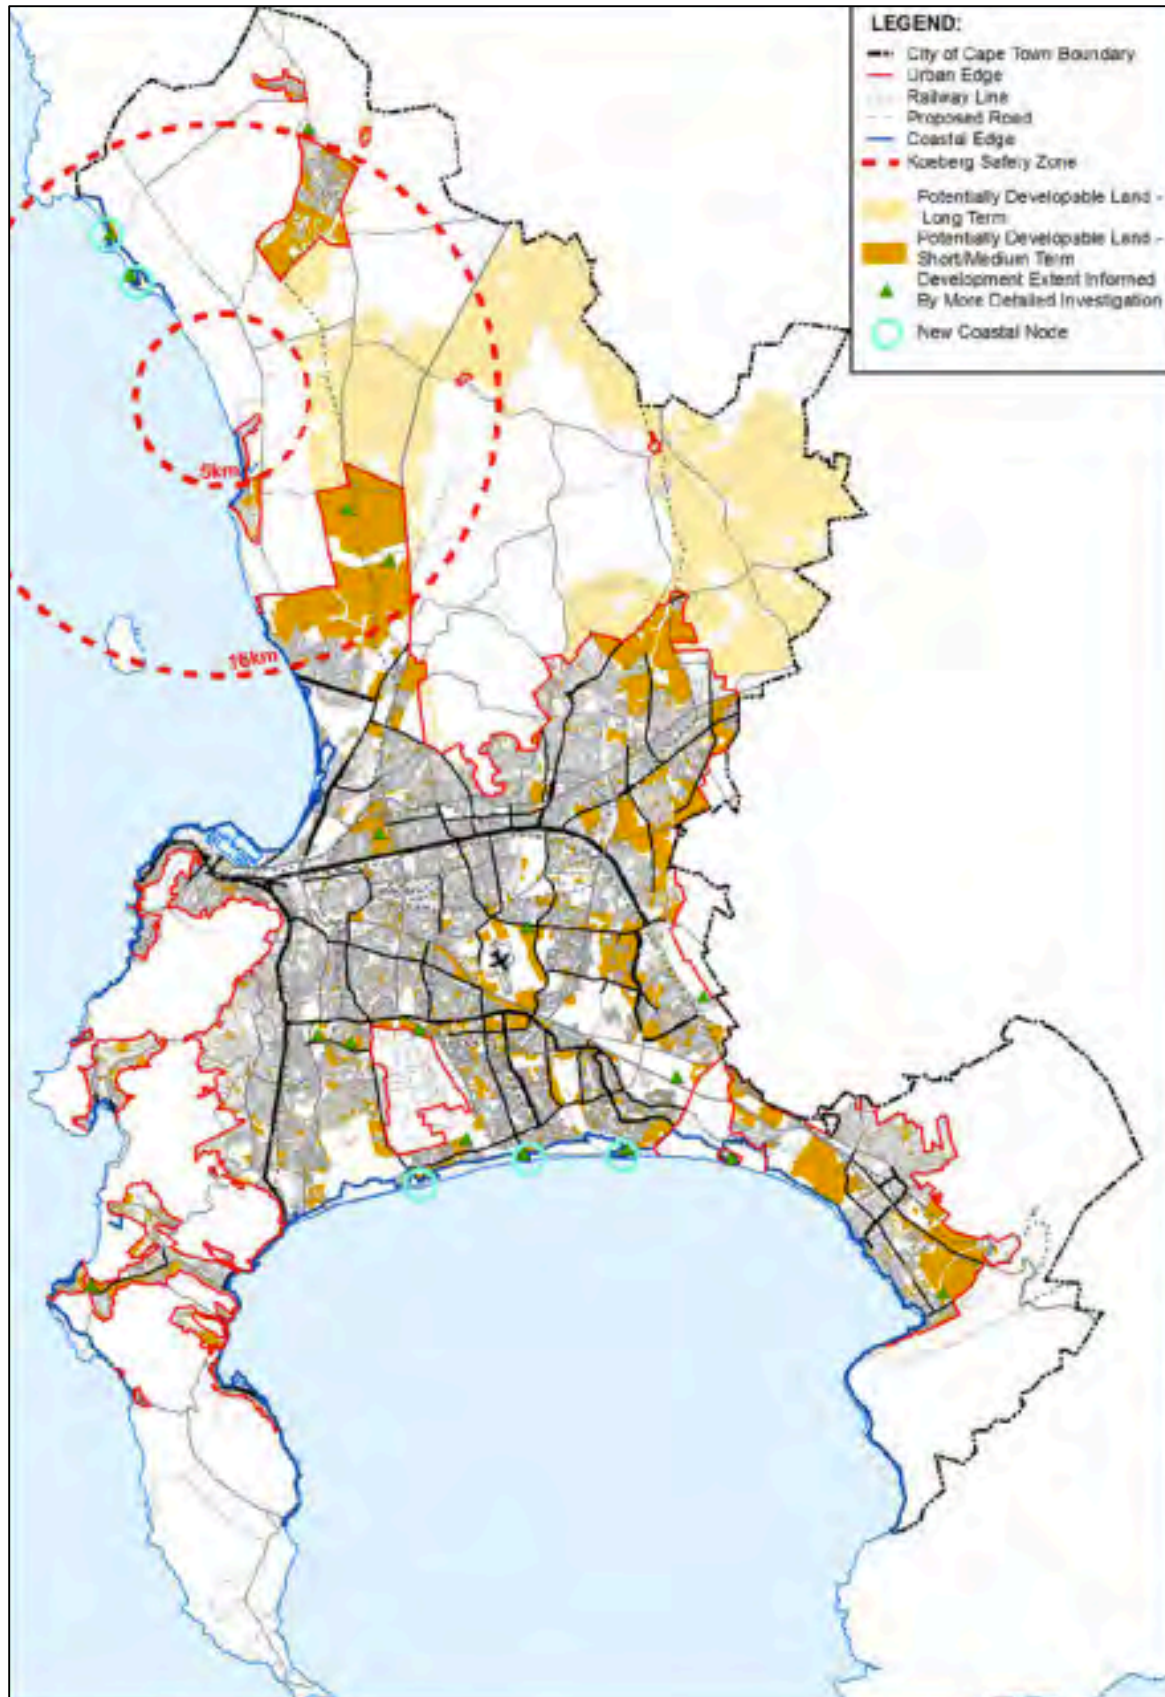 LEGEND:
City of Cape Town Boundary
Urban Edge
Railway Line
Proposed Road
Coastal Edge
Koeberg Safety Zone
Potentially Developable Land -
Long Term
Potentially Developable Land -
Short/Medium Term
Development Extent Informed
By More Detailed Investigation
New Coastal Node
5km
16km